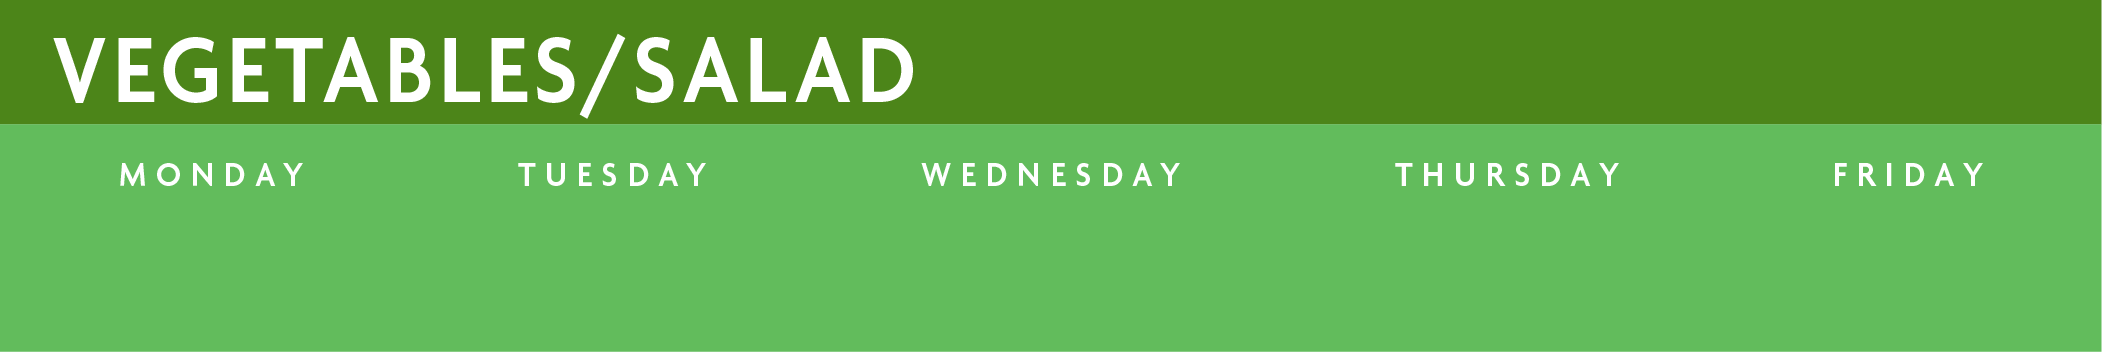 VEGETABLES/SALAD
MONDAY TUESDAY WEDNESDAY THURSDAY FRIDAY